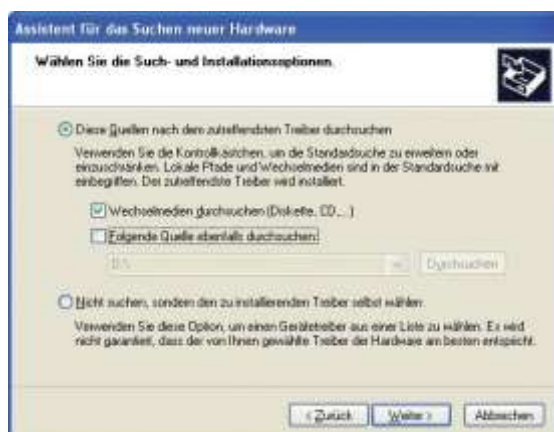 Assistent für das Suchen neuer Hardware
Wählen Sie die Such- und Installationsoptionen.
Diese Quellen nach dem zutreffendsten Treiber durchsuchen
Verwenden Sie die Kontrollkästchen, um die Standardsuche zu erweitern oder
einzuschränken. Lokale Pfade und Wechselmedien sind in der Standardsuche mit
einbegriffen. Der zutreffendste Treiber wird installiert.
Wechselmedien durchsuchen (Diskette, CD,...)
Folgende Quelle ebenfalls durchsuchen:
D:\
Durchsuchen
Nicht suchen, sondern den zu installierenden Treiber selbst wählen
Verwenden Sie diese Option, um einen Gerätetreiber aus einer Liste zu wählen. Es wird
nicht garantiert, dass der von Ihnen gewählte Treiber der Hardware am besten entspricht.
< Zurück Weiter > Abbrechen